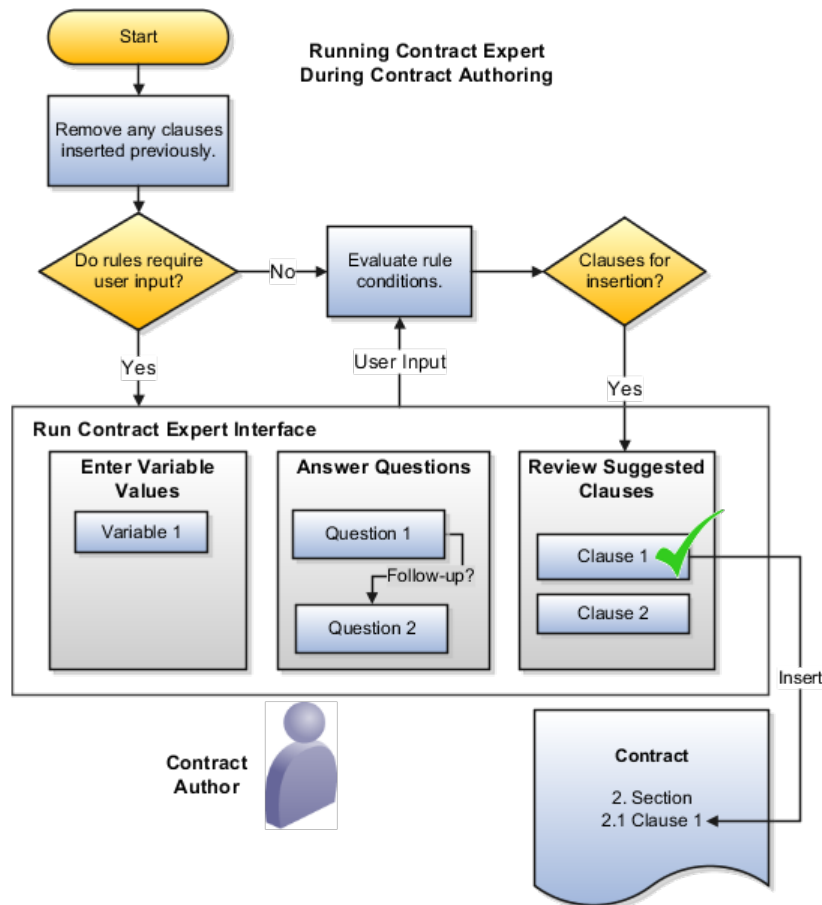 Start
Running Contract Expert
During Contract Authoring
Remove any clauses
inserted previously.
Do rules require
user input?
No
Evaluate rule
conditions.
Clauses for
insertion?
Yes
User Input
Yes
Run Contract Expert Interface
Enter Variable
Values
Variable 1
Answer Questions
Question 1
Follow-up?
Question 2
Review Suggested
Clauses
Clause 1
Clause 2
Insert
Contract
Author
Contract
2. Section
2.1 Clause 1